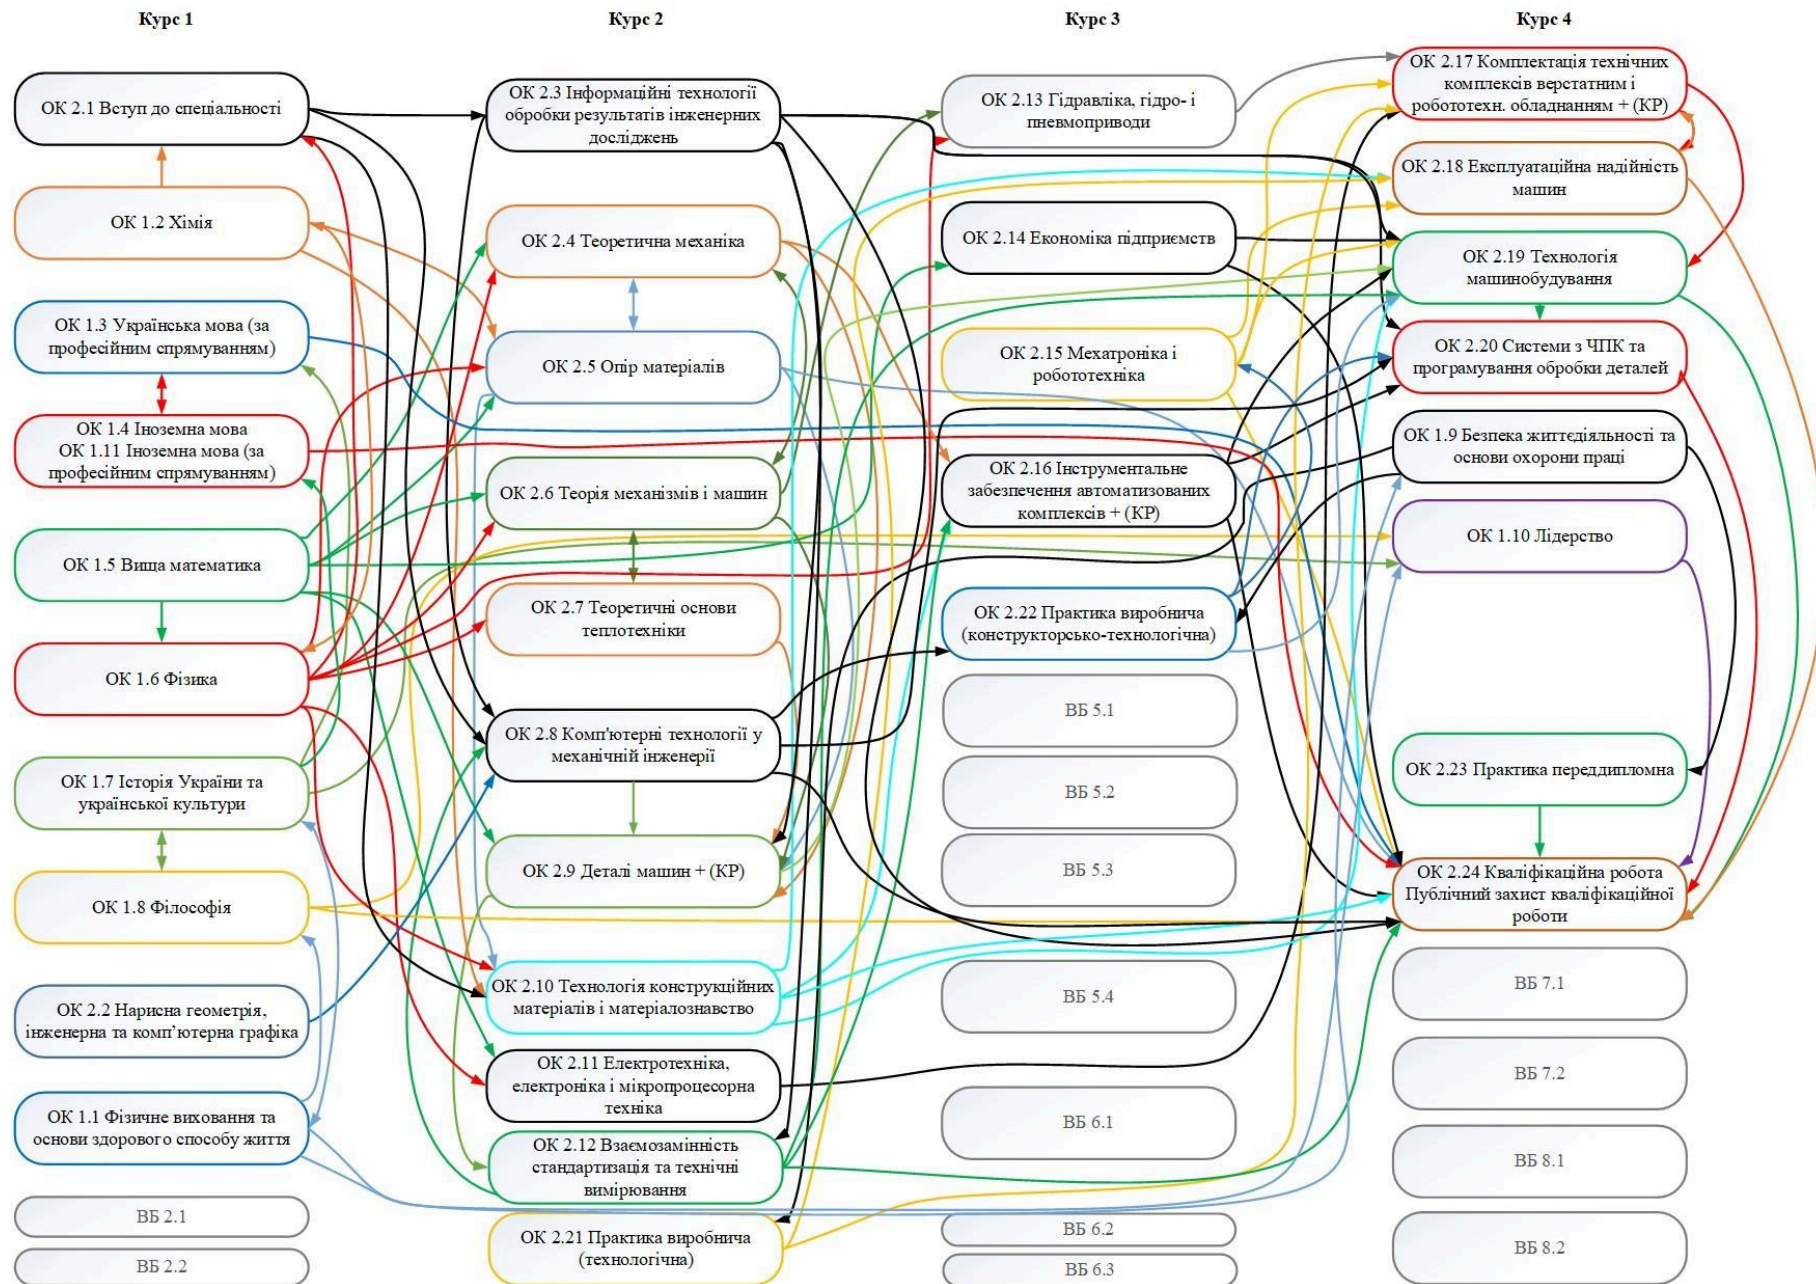 Курс 1
ОК 2.1 Вступ до спеціальності
ОК 1.2 Хімія
ОК 1.3 Українська мова (за
професійним спрямуванням)
ОК 1.4 Іноземна мова
ОК 1.11 Іноземна мова (за
професійним спрямуванням)
ОК 1.5 Вища математика
ОК 1.6 Фізика
ОК 1.7 Історія України та
української культури
ОК 1.8 Філософія
ОК 2.2 Нарисна геометрія,
інженерна та комп’ютерна графіка
ОК 1.1 Фізичне виховання та
основи здорового способу життя
ВБ 2.1
ВБ 2.2
Курс 2
ОК 2.3 Інформаційні технології
обробки результатів інженерних
досліджень
ОК 2.4 Теоретична механіка
ОК 2.5 Опір матеріалів
ОК 2.6 Теорія механізмів і машин
ОК 2.7 Теоретичні основи
теплотехніки
ОК 2.8 Комп'ютерні технології у
механічній інженерії
ОК 2.9 Деталі машин + (КР)
ОК 2.10 Технологія конструкційних
матеріалів і матеріалознавство
ОК 2.11 Електротехніка,
електроніка і мікропроцесорна
техніка
ОК 2.12 Взаємозамінність
стандартизація та технічні
вимірювання
ОК 2.21 Практика виробнича
(технологічна)
Курс 3
ОК 2.13 Гідравліка, гідро- і
пневмоприводи
ОК 2.14 Економіка підприємств
ОК 2.15 Мехатроніка і
робототехніка
ОК 2.16 Інструментальне
забезпечення автоматизованих
комплексів + (КР)
ОК 2.22 Практика виробнича
(конструкторсько-технологічна)
ВБ 5.1
ВБ 5.2
ВБ 5.3
ВБ 5.4
ВБ 6.1
ВБ 6.2
ВБ 6.3
Курс 4
ОК 2.17 Комплектація технічних
комплексів верстатним і
робототехн. обладнанням + (КР)
ОК 2.18 Експлуатаційна надійність
машин
ОК 2.19 Технологія
машинобудування
ОК 2.20 Системи з ЧПК та
програмування обробки деталей
ОК 1.9 Безпека життєдіяльності та
основи охорони праці
ОК 1.10 Лідерство
ОК 2.23 Практика переддипломна
ОК 2.24 Кваліфікаційна робота
Публічний захист кваліфікаційної
роботи
ВБ 7.1
ВБ 7.2
ВБ 8.1
ВБ 8.2